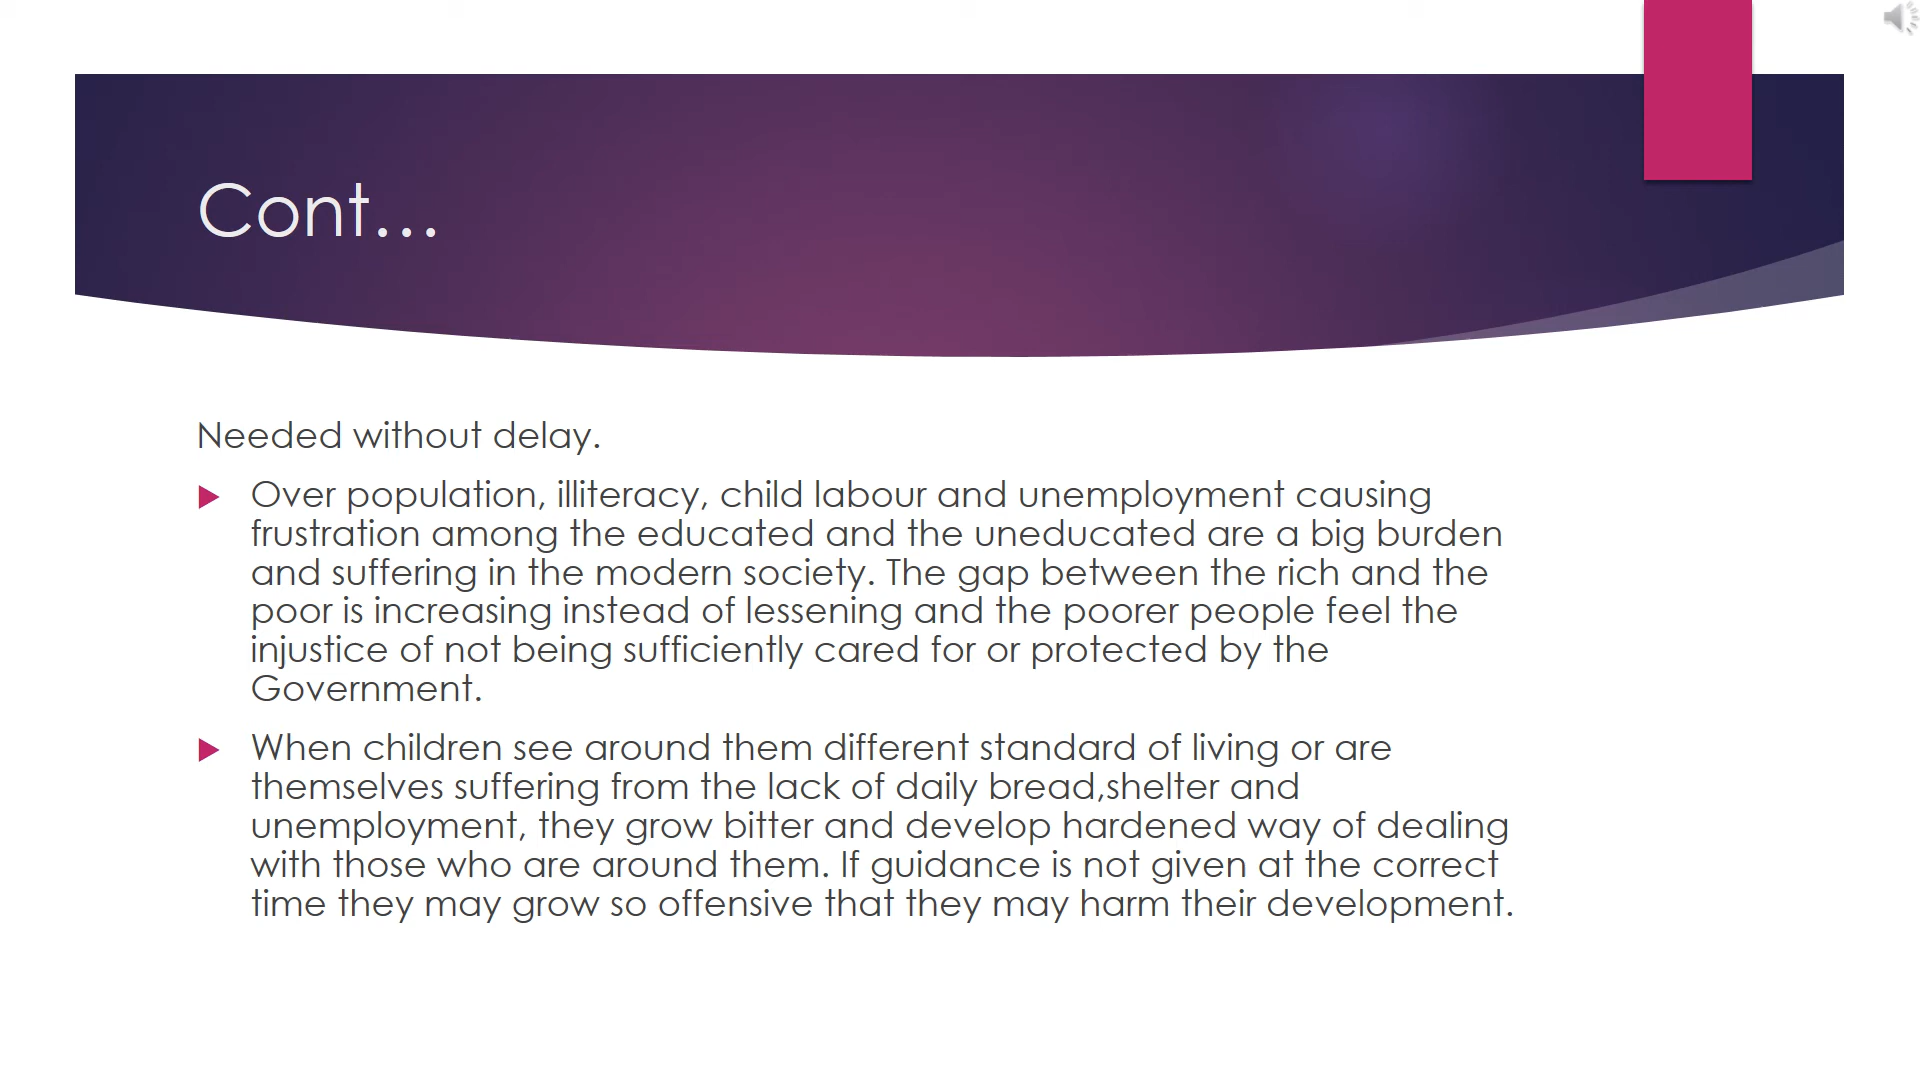 Cont…
Needed without delay.
Over population, illiteracy, child labour and unemployment causing
frustration among the educated and the uneducated are a big burden
and suffering in the modern society. The gap between the rich and the
poor is increasing instead of lessening and the poorer people feel the
injustice of not being sufficiently cared for or protected by the
Government.
When children see around them different standard of living or are
themselves suffering from the lack of daily bread,shelter and
unemployment, they grow bitter and develop hardened way of dealing
with those who are around them. If guidance is not given at the correct
time they may grow so offensive that they may harm their development.